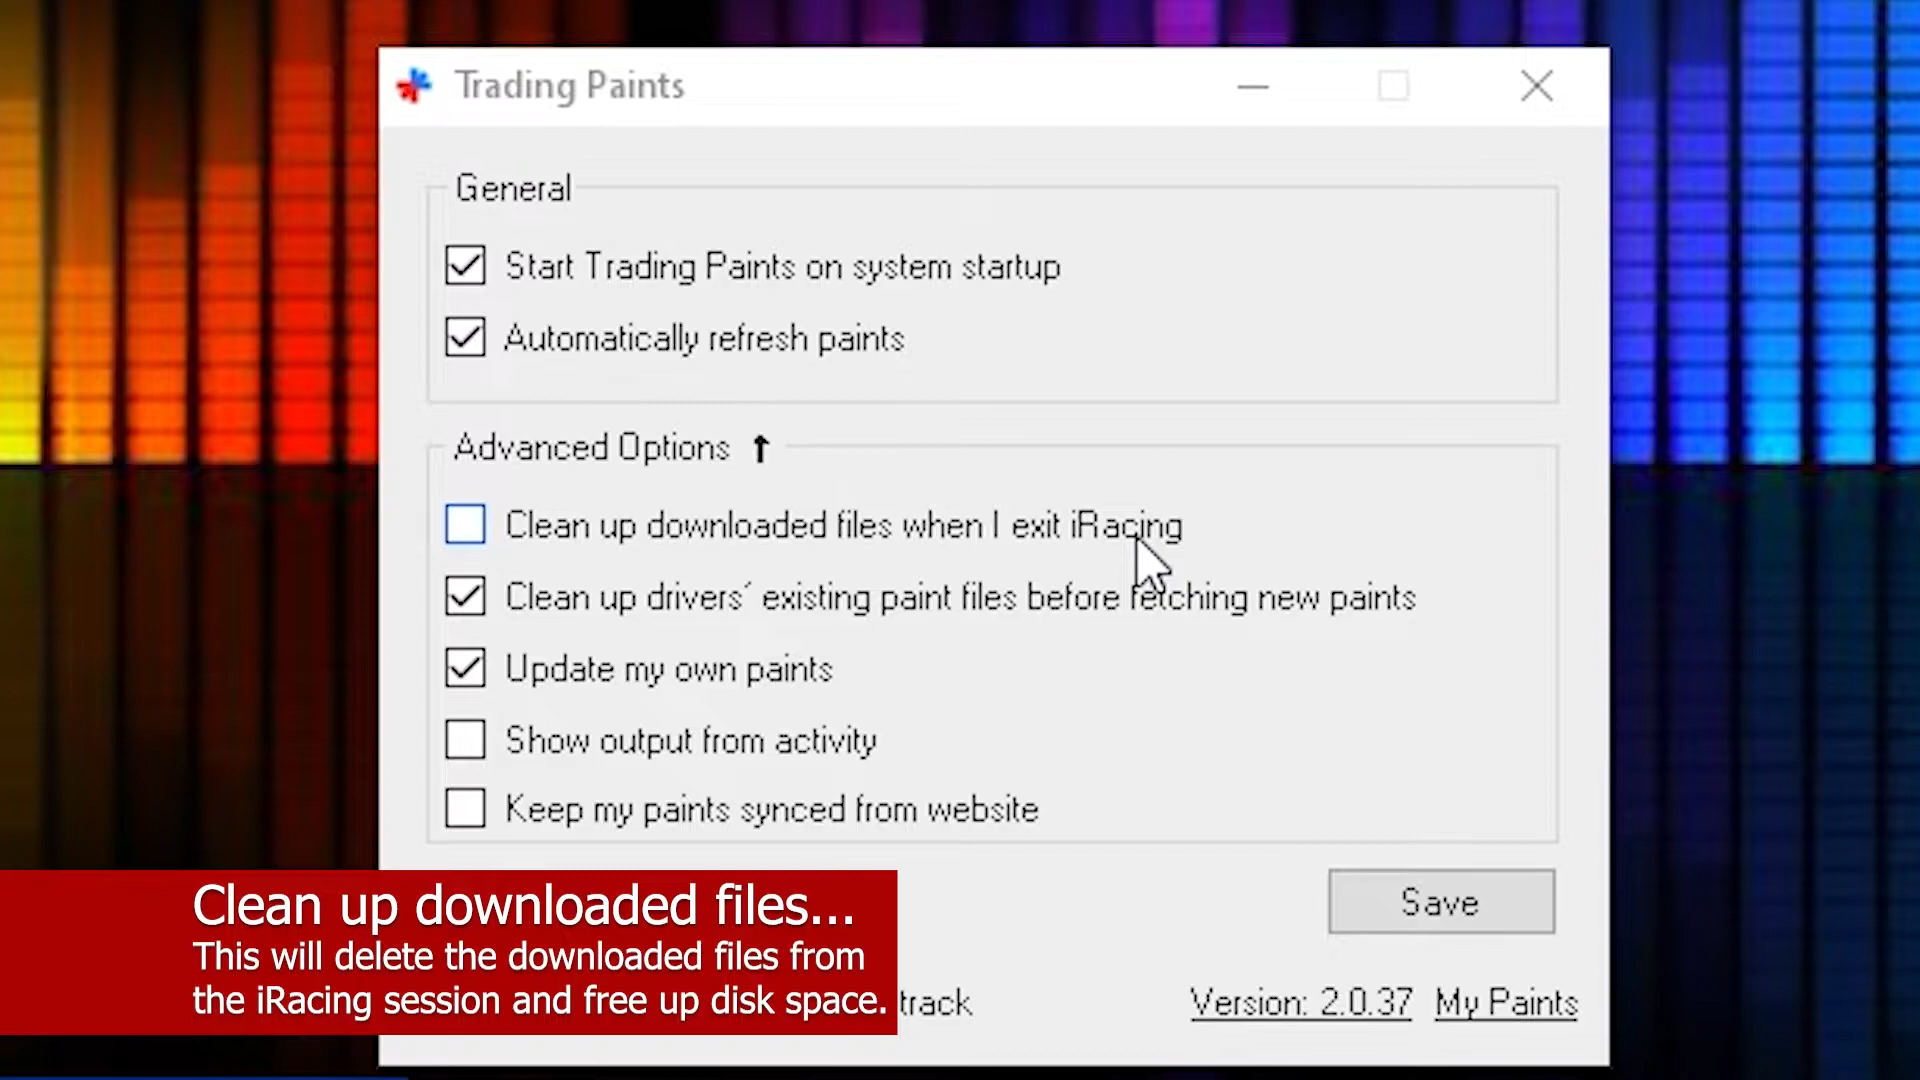 Trading Paints
General
Start Trading Paints on system startup
Automatically refresh paints
Advanced Options
Clean up downloaded files when I exit iRacing
Clean up drivers´ existing paint files before fetching new paints
Update my own paints
Show output from activity
Keep my paints synced from website
Save
Clean up downloaded files...
This will delete the downloaded files from
the iRacing session and free up disk space.
track
Version: 2.0.37 My Paints